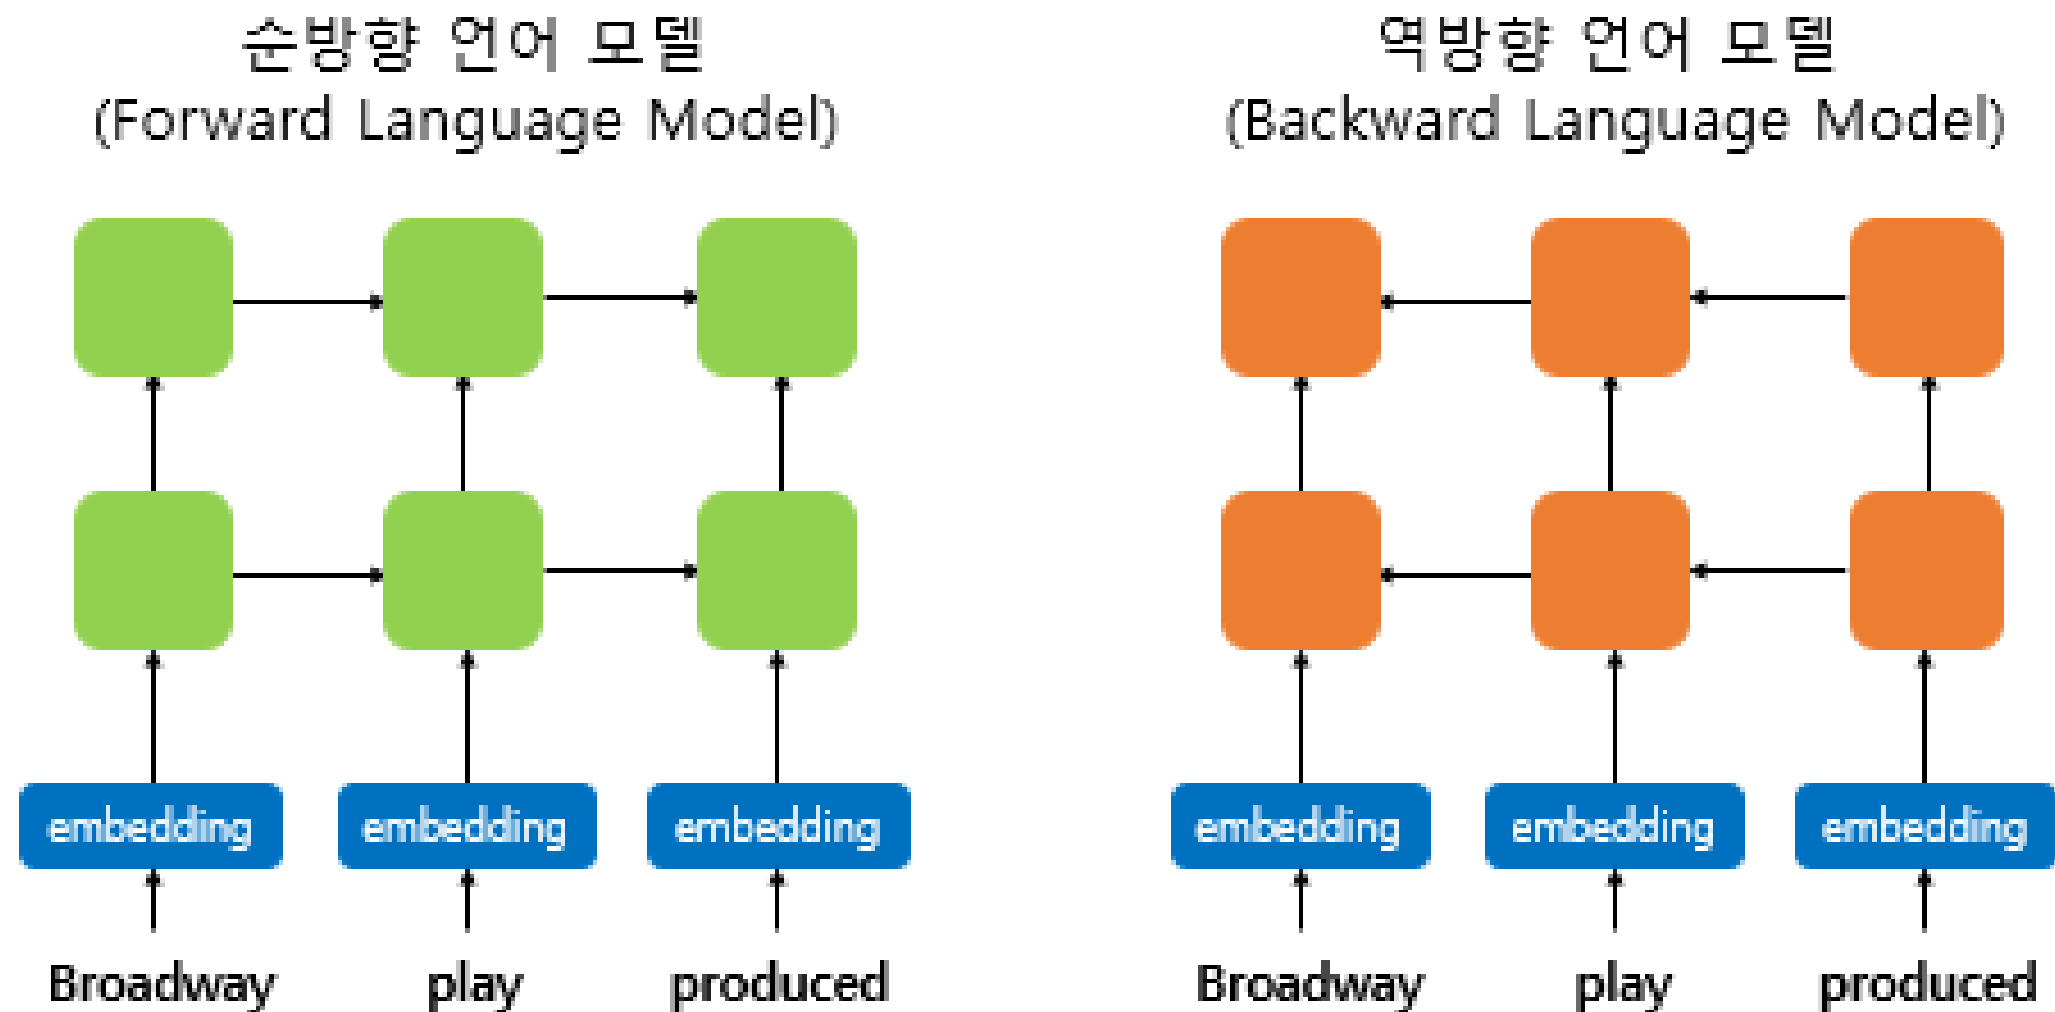 순방향 언어 모델
(Forward Language Model)
embedding embedding embedding
Broadway play produced
역방향 언어 모델
(Backward Language Model)
embedding embedding embedding
Broadway play produced